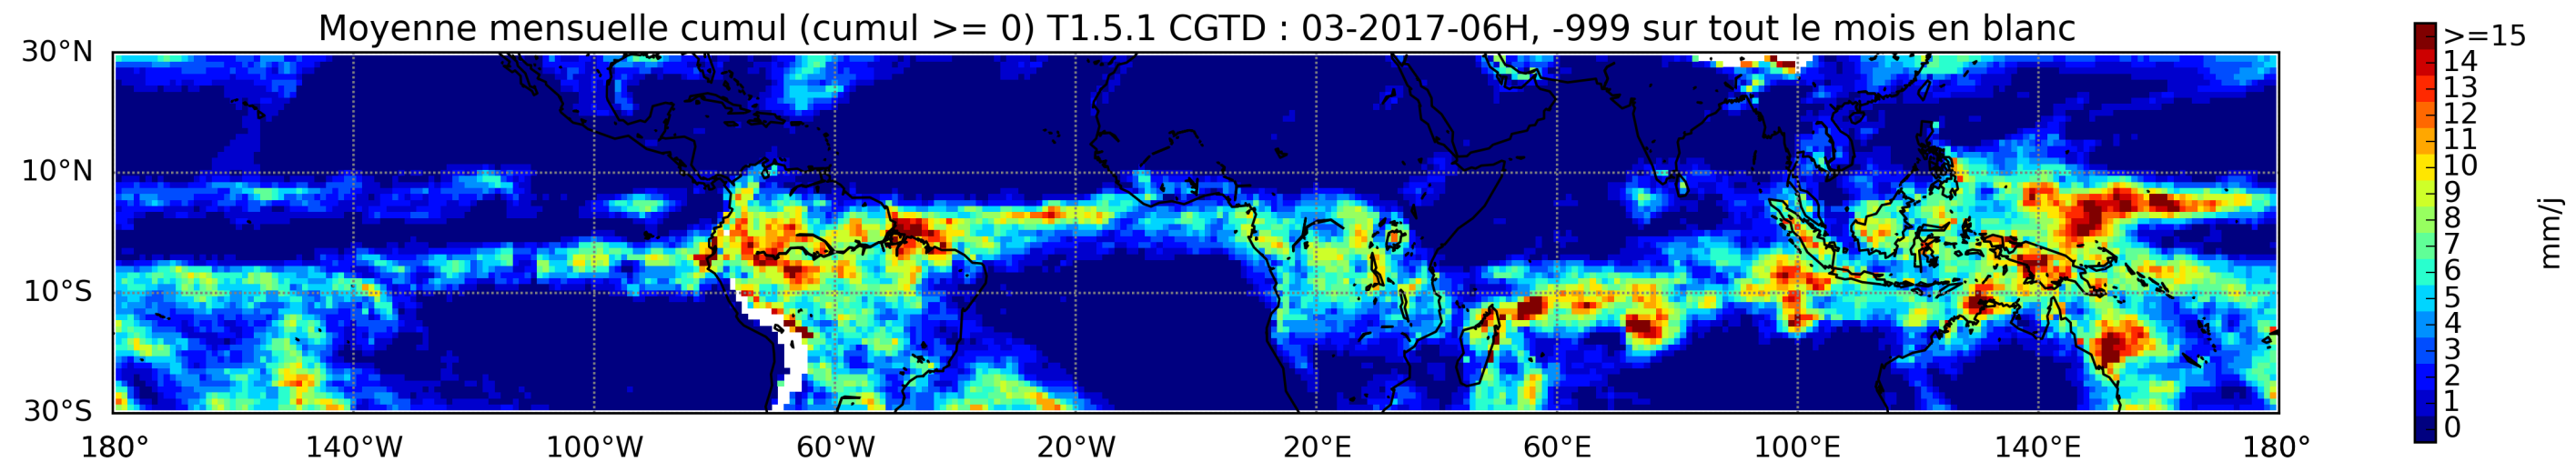 Moyenne mensuelle cumul (cumul >= 0) T1.5.1 CGTD : 03-2017-06H, -999 sur tout le mois en blanc
30°N
10°N
10°S
30°S
180° 140°W 100°W 60°W 20°W 20°E 60°E 100°E 140°E 180°
>=15
14
13
12
11
10
9
8
7
6
5
4
3
2
1
0
mm/j